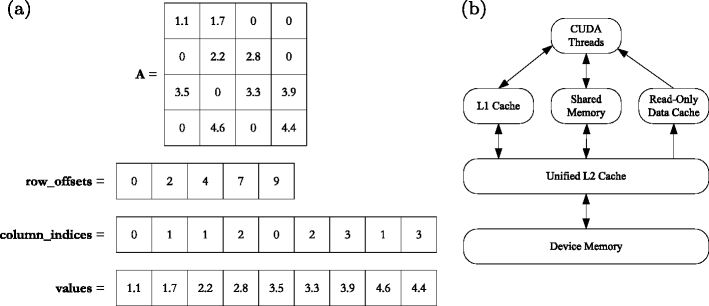 (a)
1.1 1.7 0 0
0 2.2 2.8 0
A =
3.5 0 3.3 3.9
0 4.6 0 4.4
row_offsets = 0 2 4 7 9
column_indices = 0 1 1 2 0 2 3 1 3
values = 1.1 1.7 2.2 2.8 3.5 3.3 3.9 4.6 4.4
(b)
CUDA
Threads
L1 Cache
Shared
Memory
Read-Only
Data Cache
Unified L2 Cache
Device Memory